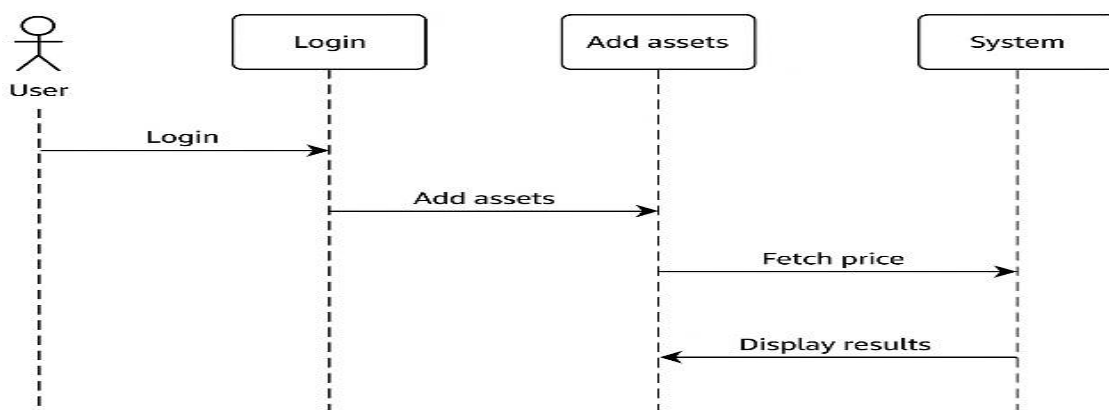 Login
Add assets
System
User
Login
Add assets
Fetch price
Display results